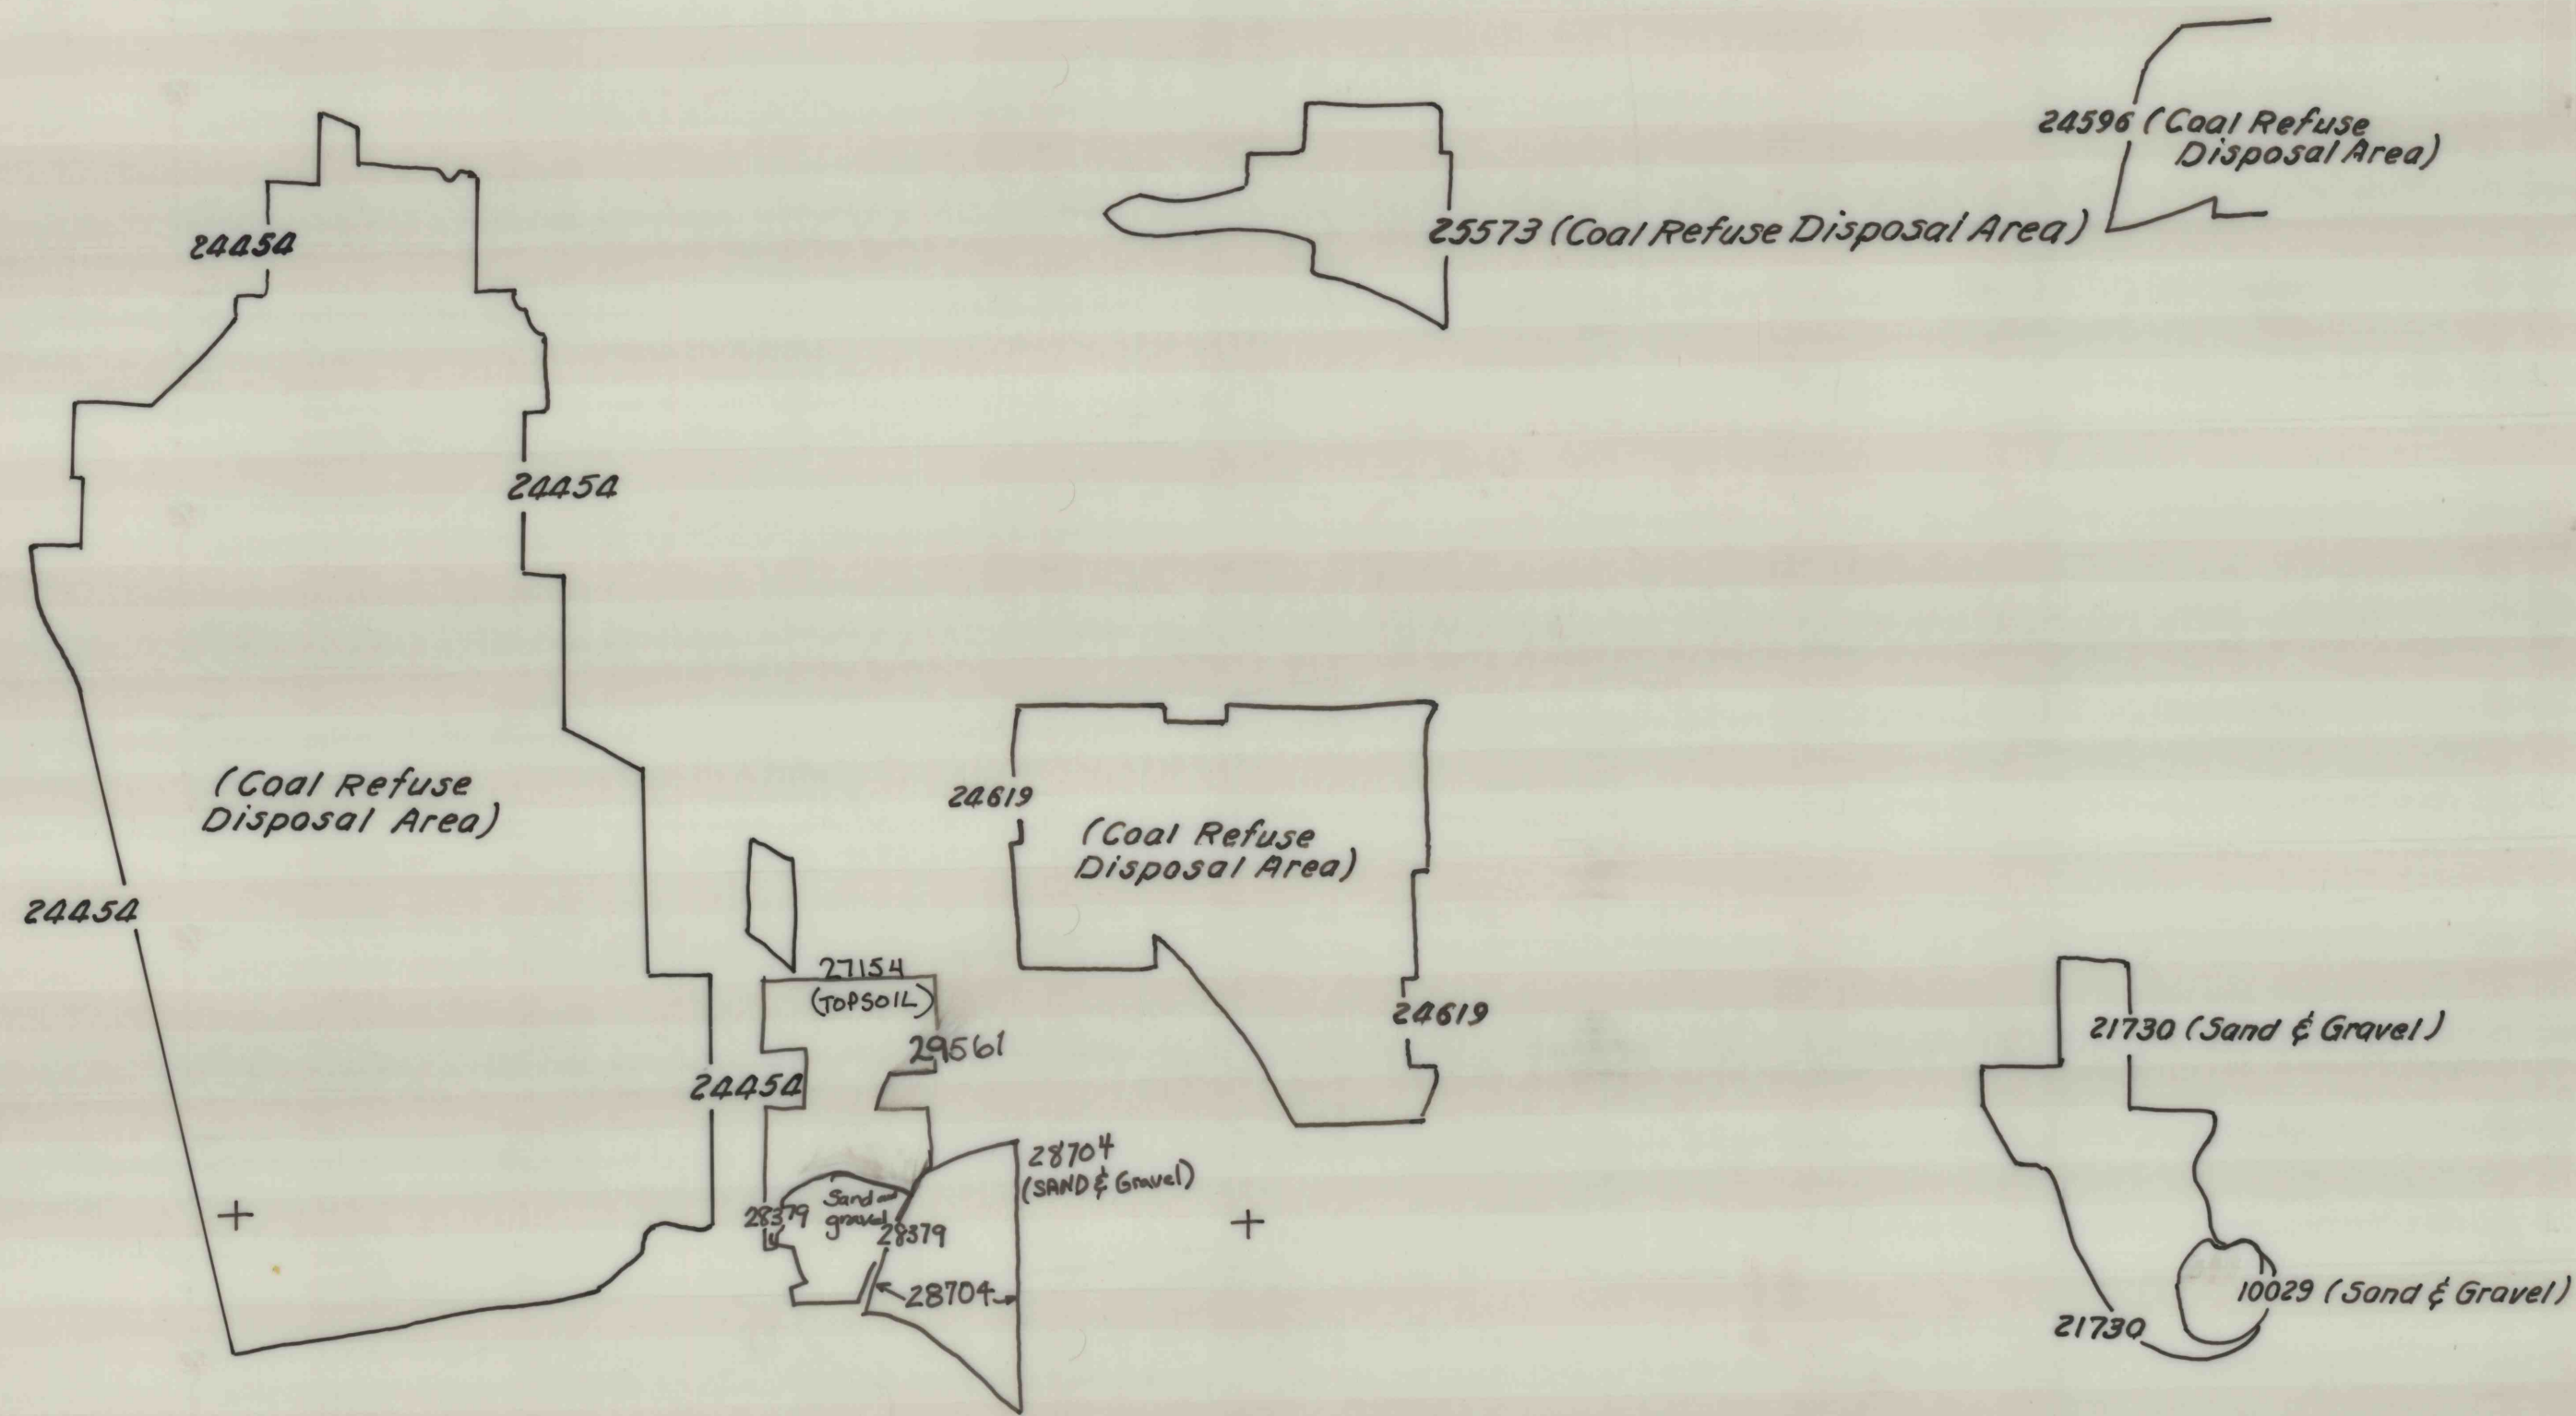 24596 (Coal Refuse
Disposal Area)
25573 (Coal Refuse Disposal Area)
24454
24454
(Coal Refuse
Disposal Area)
24454
24619
(Coal Refuse
Disposal Area)
24619
27154
(TOPSOIL)
29561
24454
28704
(SAND & Gravel)
Sand and
gravel
28379
28379
28704
21730 (Sand & Gravel)
10029 (Sand & Gravel)
21730